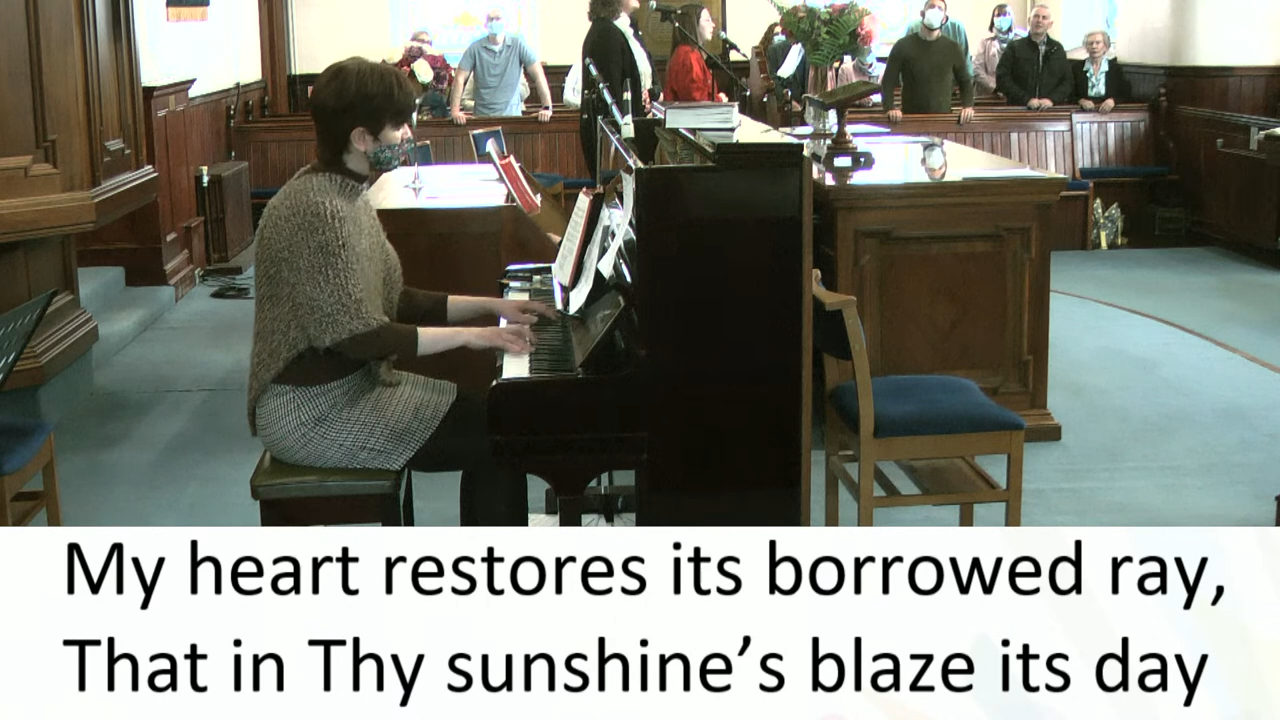 My heart restores its borrowed ray,
That in Thy sunshine’s blaze its day